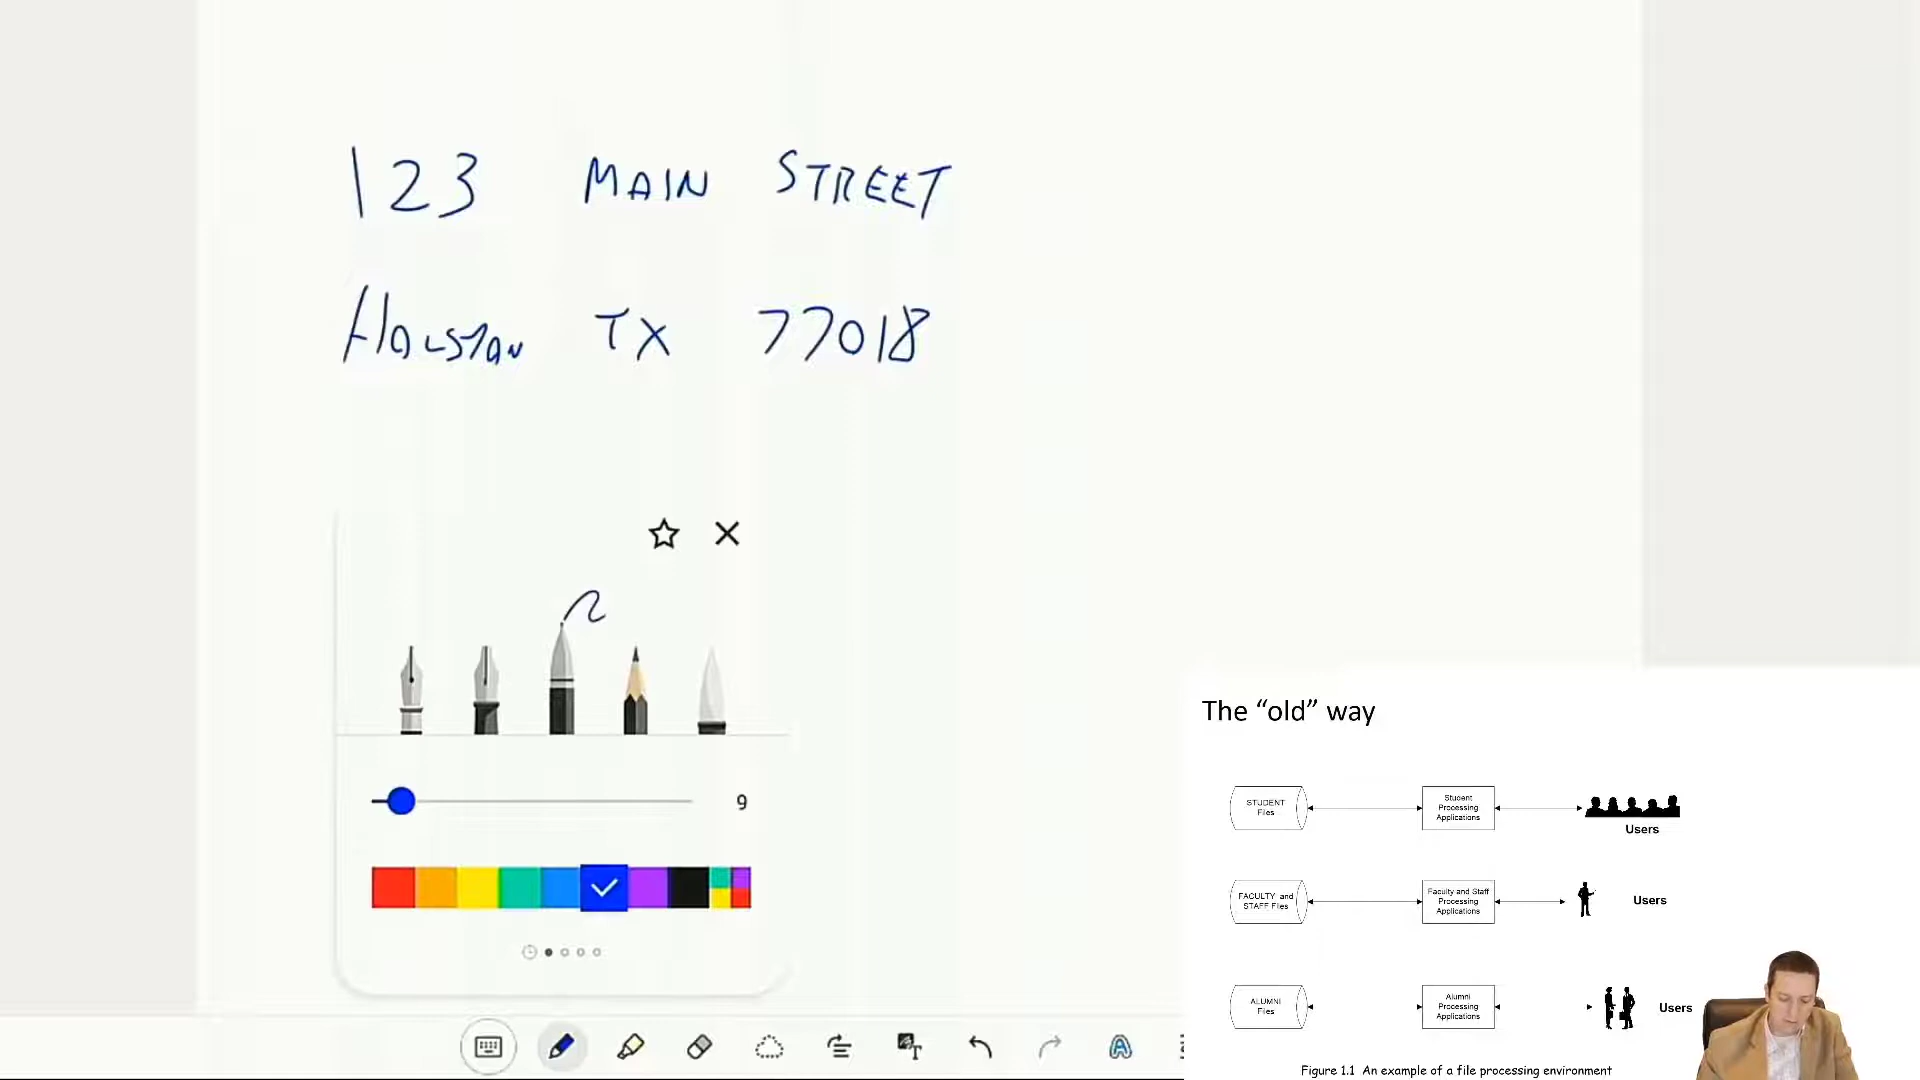 123 MAIN STREET
HOUSTON TX 77018
9
The “old” way
STUDENT
Files
Student
Processing
Applications
Users
FACULTY and
STAFF Files
Faculty and Staff
Processing
Applications
Users
ALUMNI
Files
Alumni
Processing
Applications
Users
Figure 1.1 An example of a file processing environment